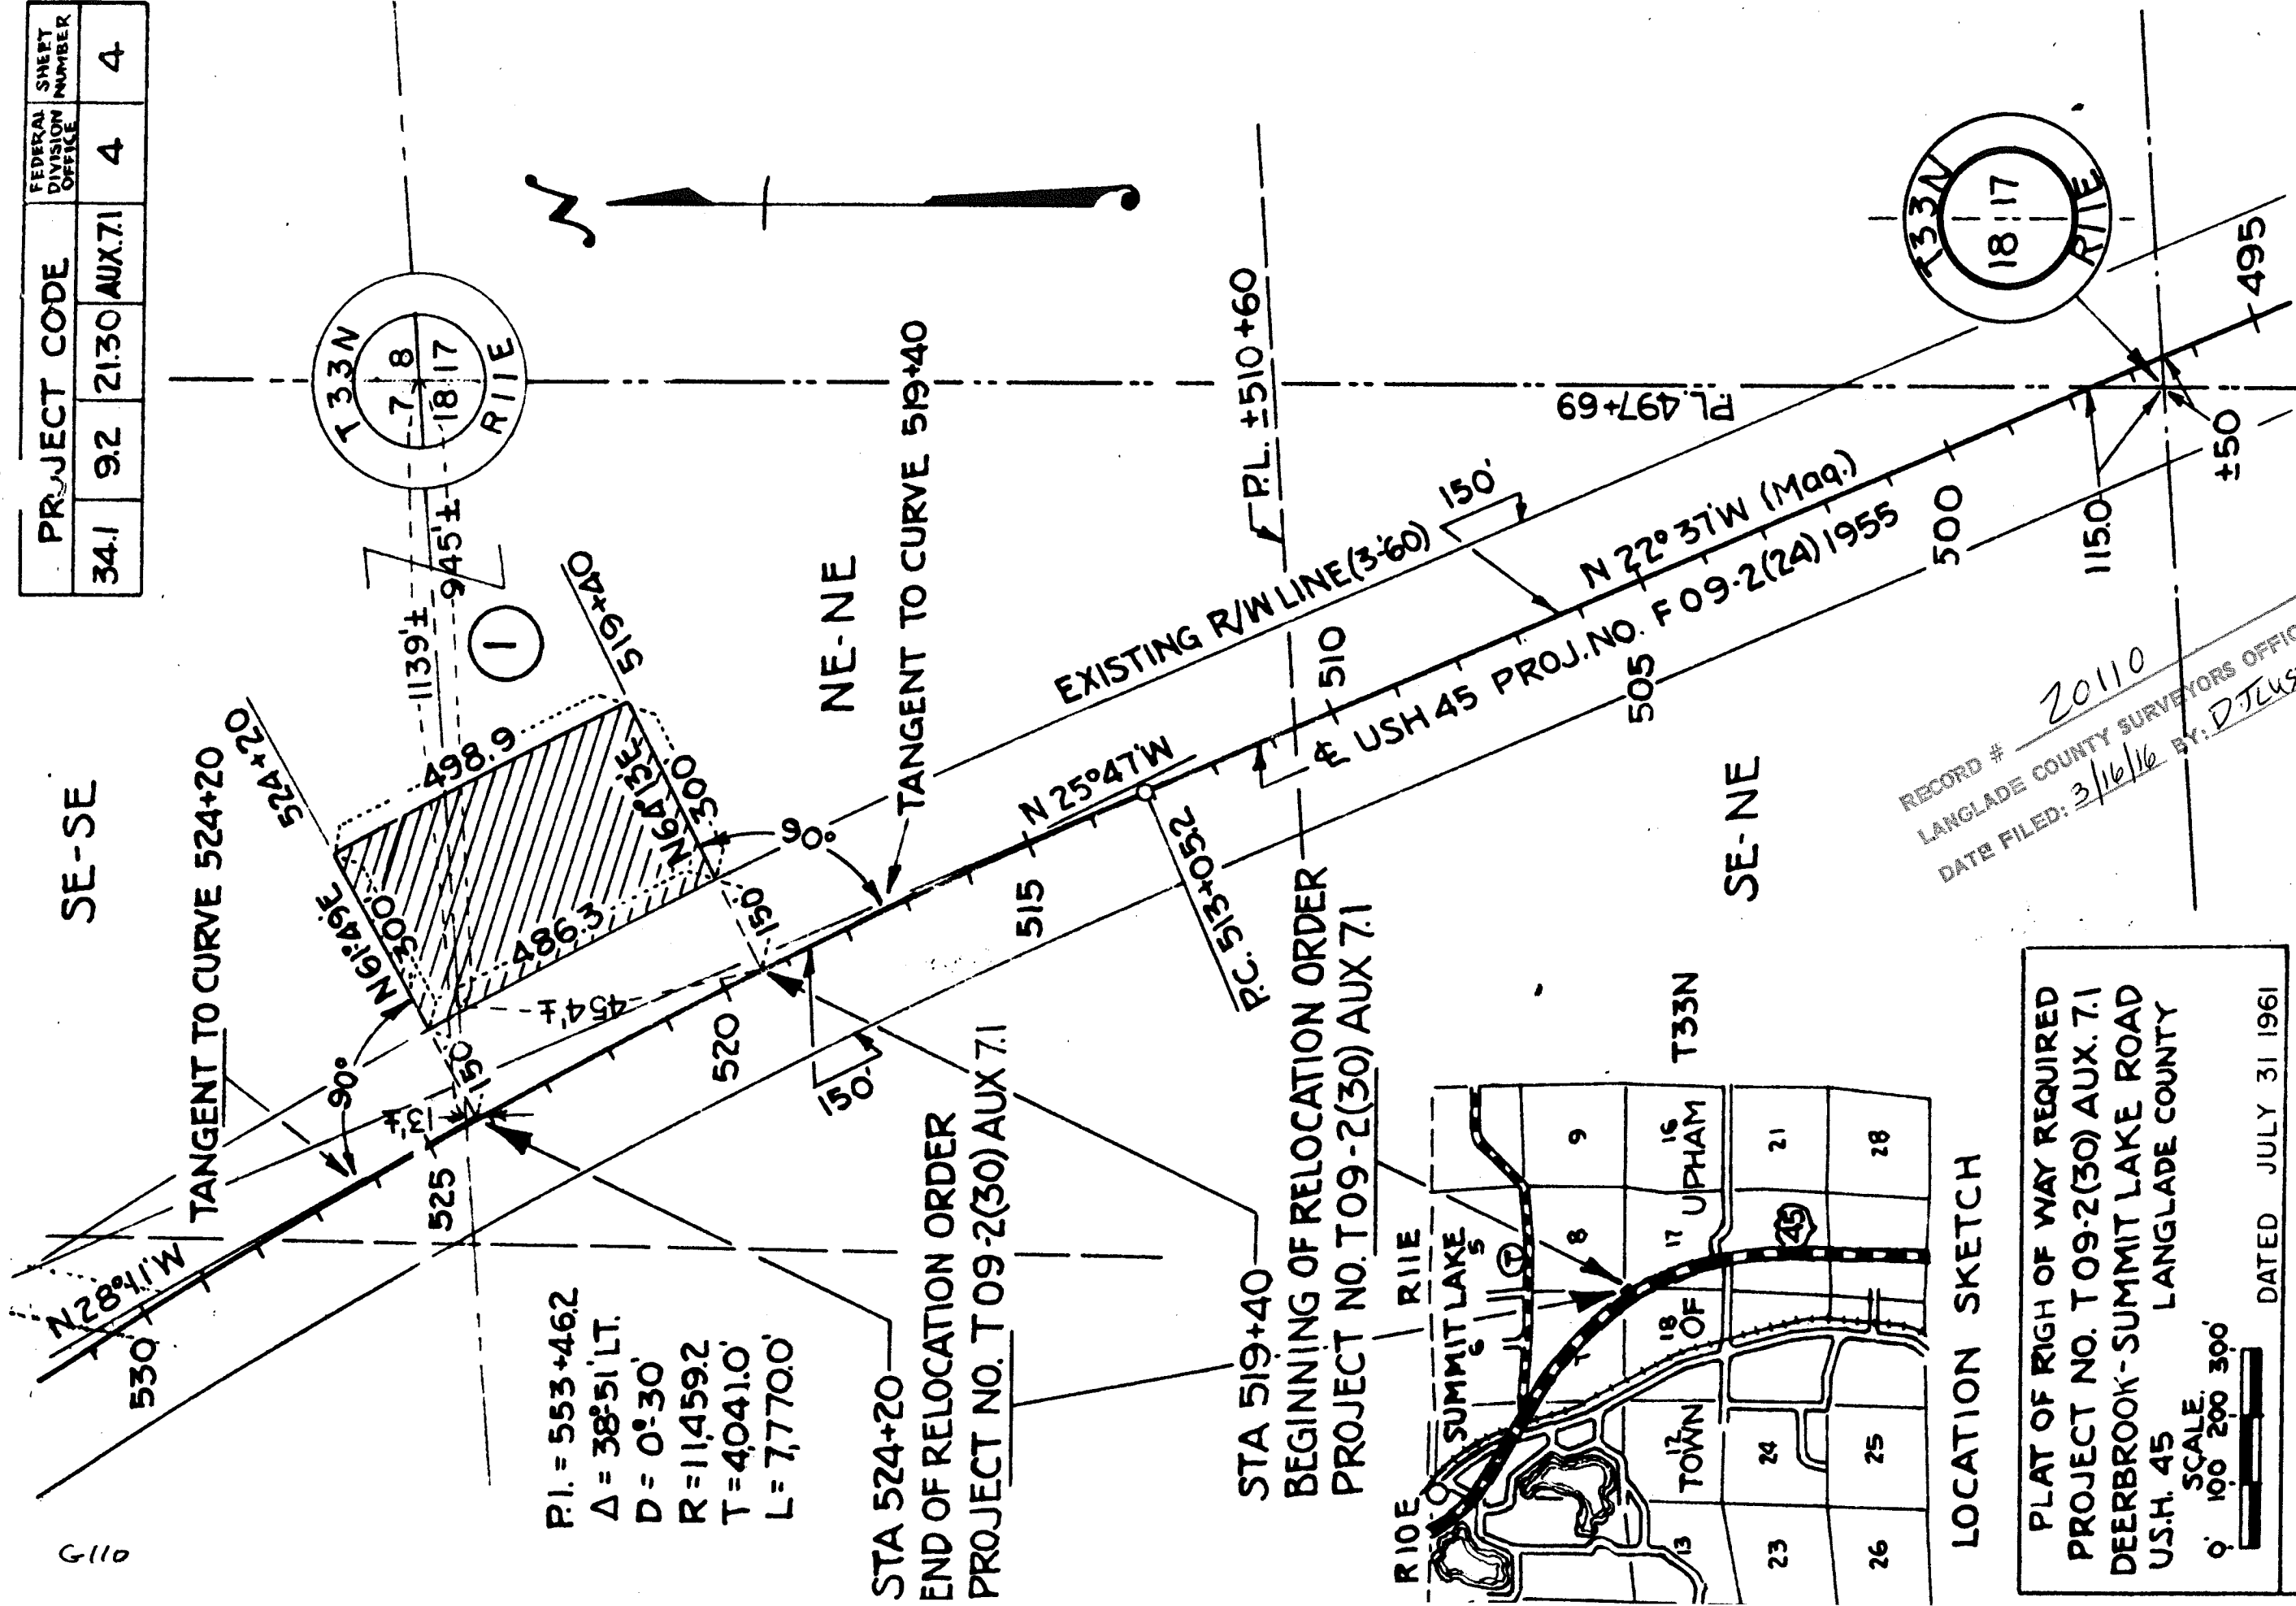 PROJECT CODE
FEDERAL DIVISION OFFICE
SHEET NUMBER
34.1 9.2 21.30 AUX.7.1 4 4
SE-SE
TANGENT TO CURVE 524+20
524+20
N61°49'E
300'
498.9
486.3
N64°13'E
300'
519+40
1139'±
945'±
1
T33N
7 8
18 17
R11E
N
NE-NE
TANGENT TO CURVE 519+40
90°
90°
N28°11'W
530
525
13'±
150
454'±
520
150'
150
515
N 25°47'W
P.C. 513+05.2
EXISTING R/W LINE (3-'60)
150'
P.L. ±510+60
510
℄ USH 45 PROJ. NO. F 09-2(24) 1955
N 22°37'W (Mag.)
505
500
P.L. 497+69
T33N
18 17
R11E
115.0
±50
495
SE-NE
G110
P.I. = 553+46.2
Δ = 38°-51' LT.
D = 0°-30'
R = 11,459.2
T = 4,041.0'
L = 7,770.0'
STA 524+20
END OF RELOCATION ORDER
PROJECT NO. T 09-2(30) AUX 7.1
STA 519+40
BEGINNING OF RELOCATION ORDER
PROJECT NO. T 09-2(30) AUX 7.1
R10E R11E
SUMMIT LAKE
6 5
T
7 8 9
T33N
13 12 18 17 16
TOWN OF UPHAM
24 21
23
45
26 25 28
LOCATION SKETCH
RECORD # 20110
LANGLADE COUNTY SURVEYORS OFFIC
DATE FILED: 3/16/16 BY:
PLAT OF RIGH OF WAY REQUIRED
PROJECT NO. T 09-2(30) AUX. 7.1
DEERBROOK-SUMMIT LAKE ROAD
U.S.H. 45 LANGLADE COUNTY
SCALE
0' 100 200 300'
DATED JULY 31 1961